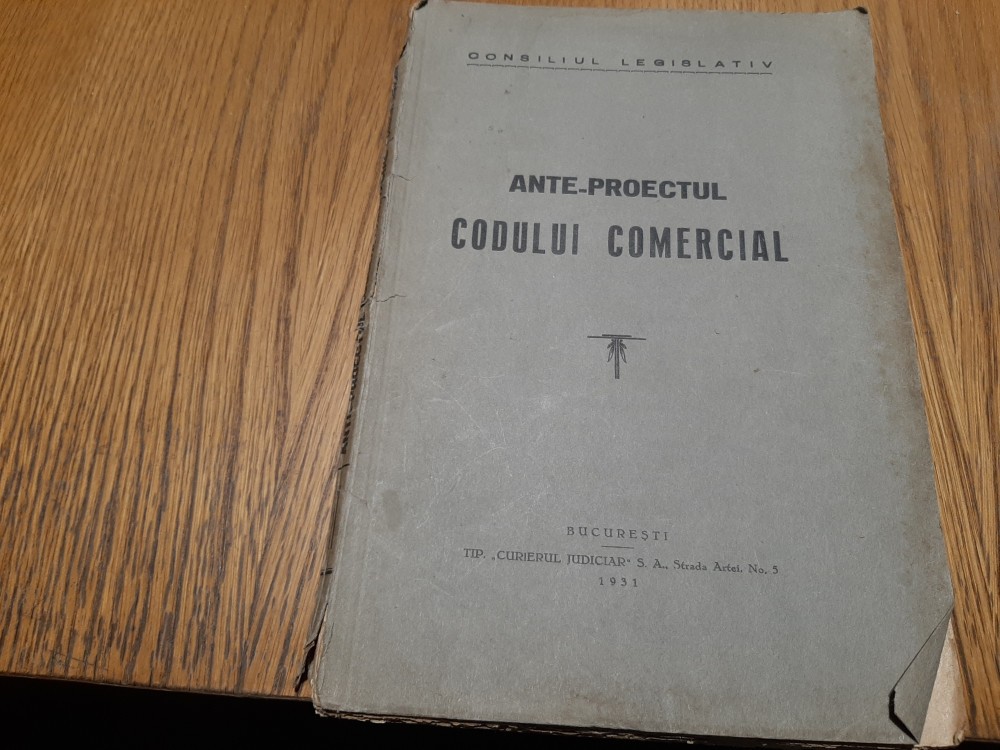 CONSILIUL LEGISLATIV
ANTE-PROECTUL
CODULUI COMERCIAL
BUCUREȘTI
TIP. „CURIERUL JUDICIAR" S. A., Strada Artei, No. 5
1931